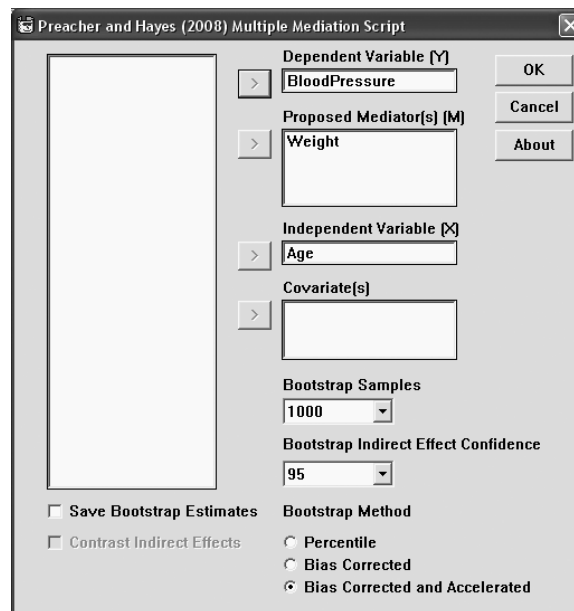 Preacher and Hayes (2008) Multiple Mediation Script
Dependent Variable (Y)
> BloodPressure
OK
Cancel
About
Proposed Mediator(s) (M)
> Weight
Independent Variable (X)
> Age
Covariate(s)
>
Bootstrap Samples
1000
Bootstrap Indirect Effect Confidence
95
Save Bootstrap Estimates
Contrast Indirect Effects
Bootstrap Method
Percentile
Bias Corrected
Bias Corrected and Accelerated